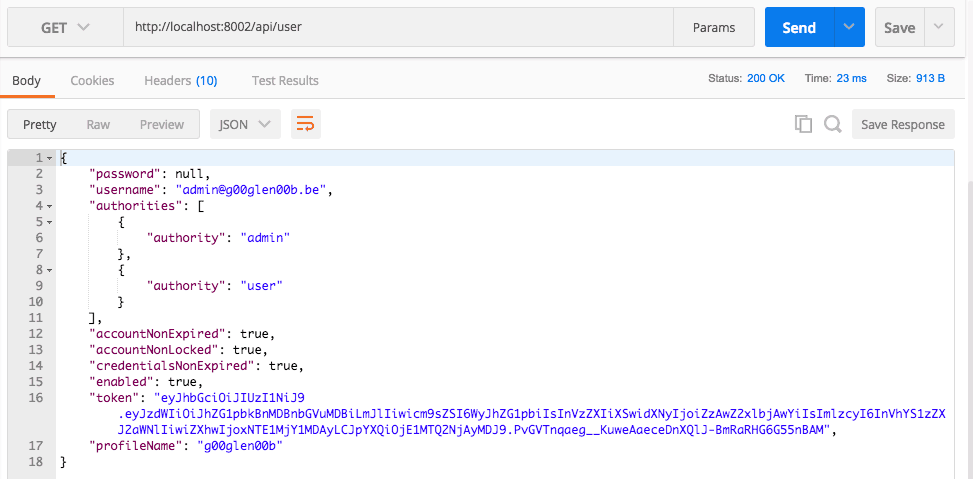 GET http://localhost:8002/api/user Params Send Save
Body Cookies Headers (10) Test Results Status: 200 OK Time: 23 ms Size: 913 B
Pretty Raw Preview JSON Save Response
1 {
2 "password": null,
3 "username": "admin@g00glen00b.be",
4 "authorities": [
5 {
6 "authority": "admin"
7 },
8 {
9 "authority": "user"
10 }
11 ],
12 "accountNonExpired": true,
13 "accountNonLocked": true,
14 "credentialsNonExpired": true,
15 "enabled": true,
16 "token": "eyJhbGciOiJIUzI1NiJ9
.eyJzdWIiOiJhZG1pbkBnMDBnbGVuMDBiLmJlIiwicm9sZSI6WyJhZG1pbiIsInVzZXIiXSwidXNyIjoiZzAwZ2xlbjAwYiIsImlzcyI6InVhYS1zZX
J2aWNlIiwiZXhwIjoxNTE1MjY1MDAyLCJpYXQiOjE1MTQ2NjAyMDJ9.PvGVTnqaeg__KuweAaeceDnXQlJ-BmRaRHG6G55nBAM",
17 "profileName": "g00glen00b"
18 }